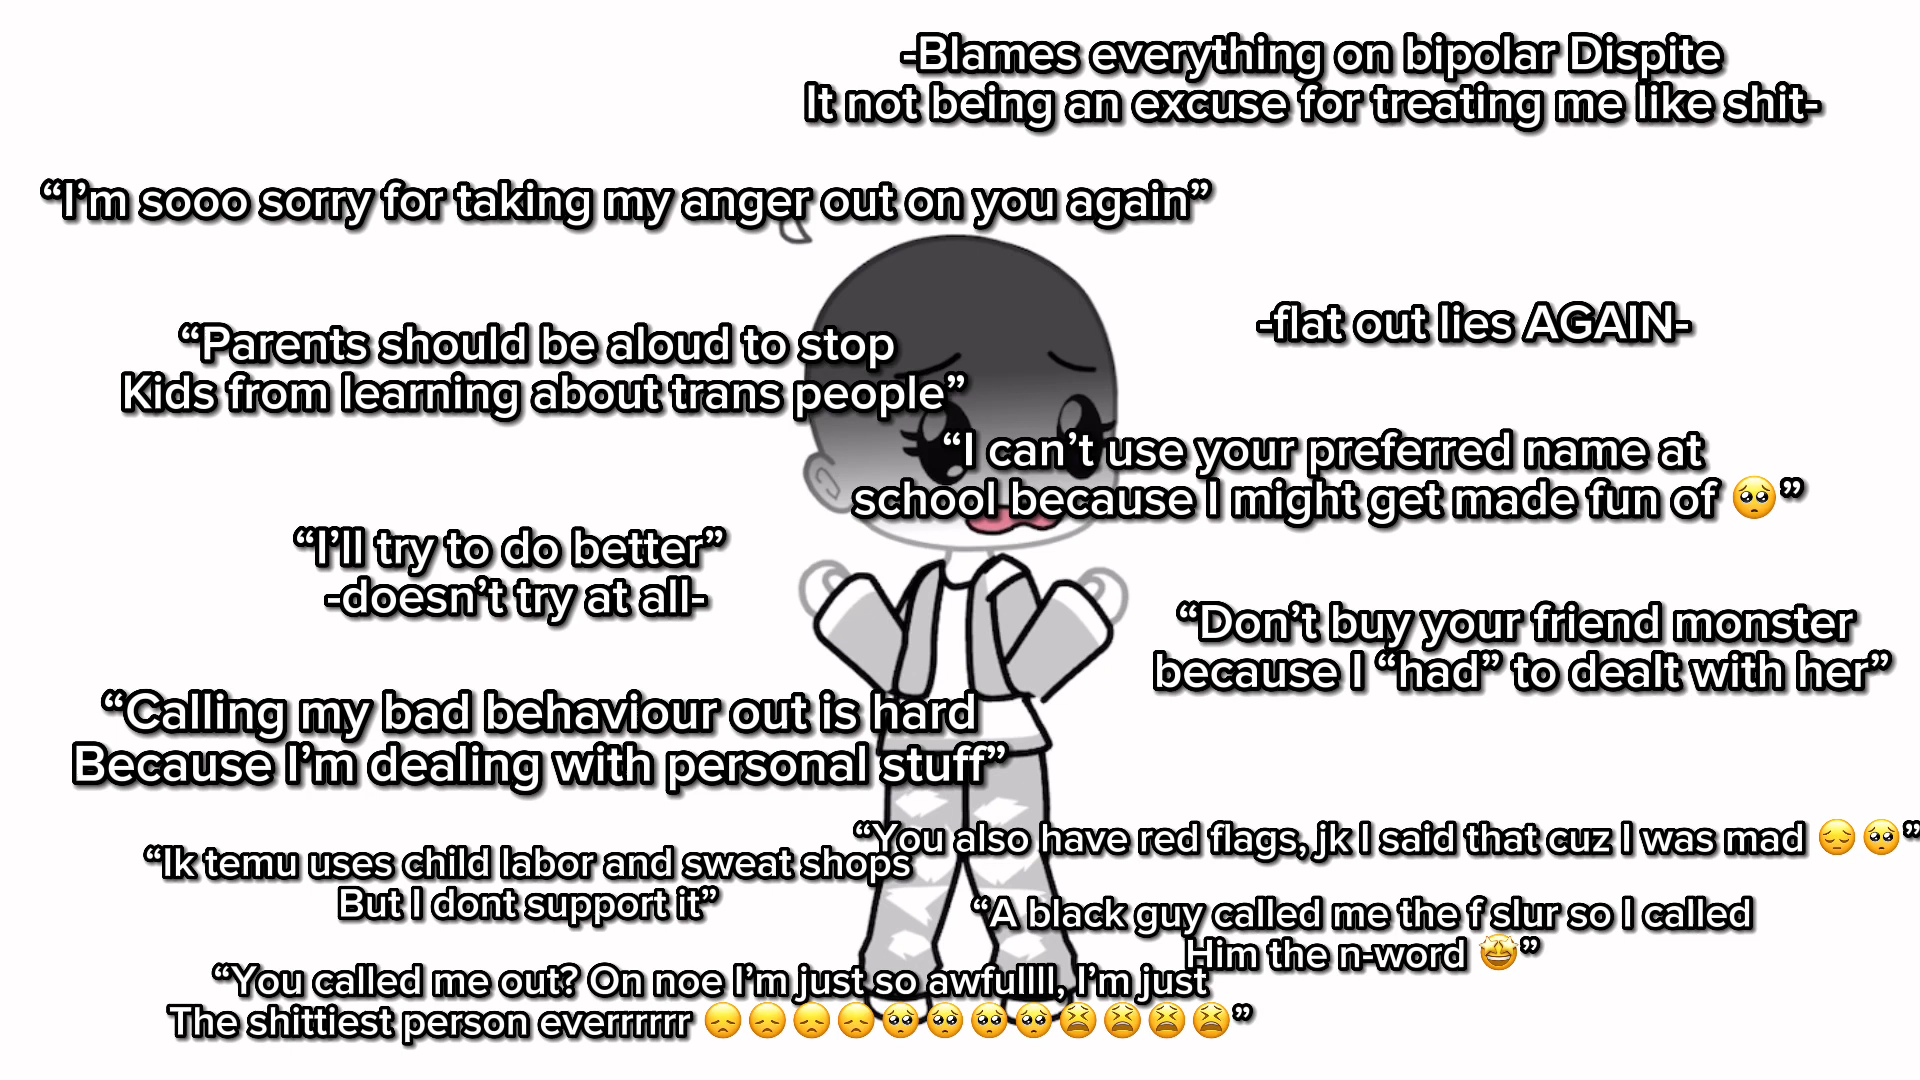 -Blames everything on bipolar Dispite
It not being an excuse for treating me like shit-
“I’m sooo sorry for taking my anger out on you again”
-flat out lies AGAIN-
“Parents should be aloud to stop
Kids from learning about trans people”
“I can’t use your preferred name at
school because I might get made fun of 🥺”
“I’ll try to do better”
-doesn’t try at all-
“Don’t buy your friend monster
because I “had” to dealt with her”
“Calling my bad behaviour out is hard
Because I’m dealing with personal stuff”
“You also have red flags, jk I said that cuz I was mad 😔🥺”
“Ik temu uses child labor and sweat shops
But I dont support it”
“A black guy called me the f slur so I called
Him the n-word 🤩”
“You called me out? On noe I’m just so awfullll, I’m just
The shittiest person everrrrrr 😞😞😞😞🥺🥺🥺🥺😫😫😫😫”